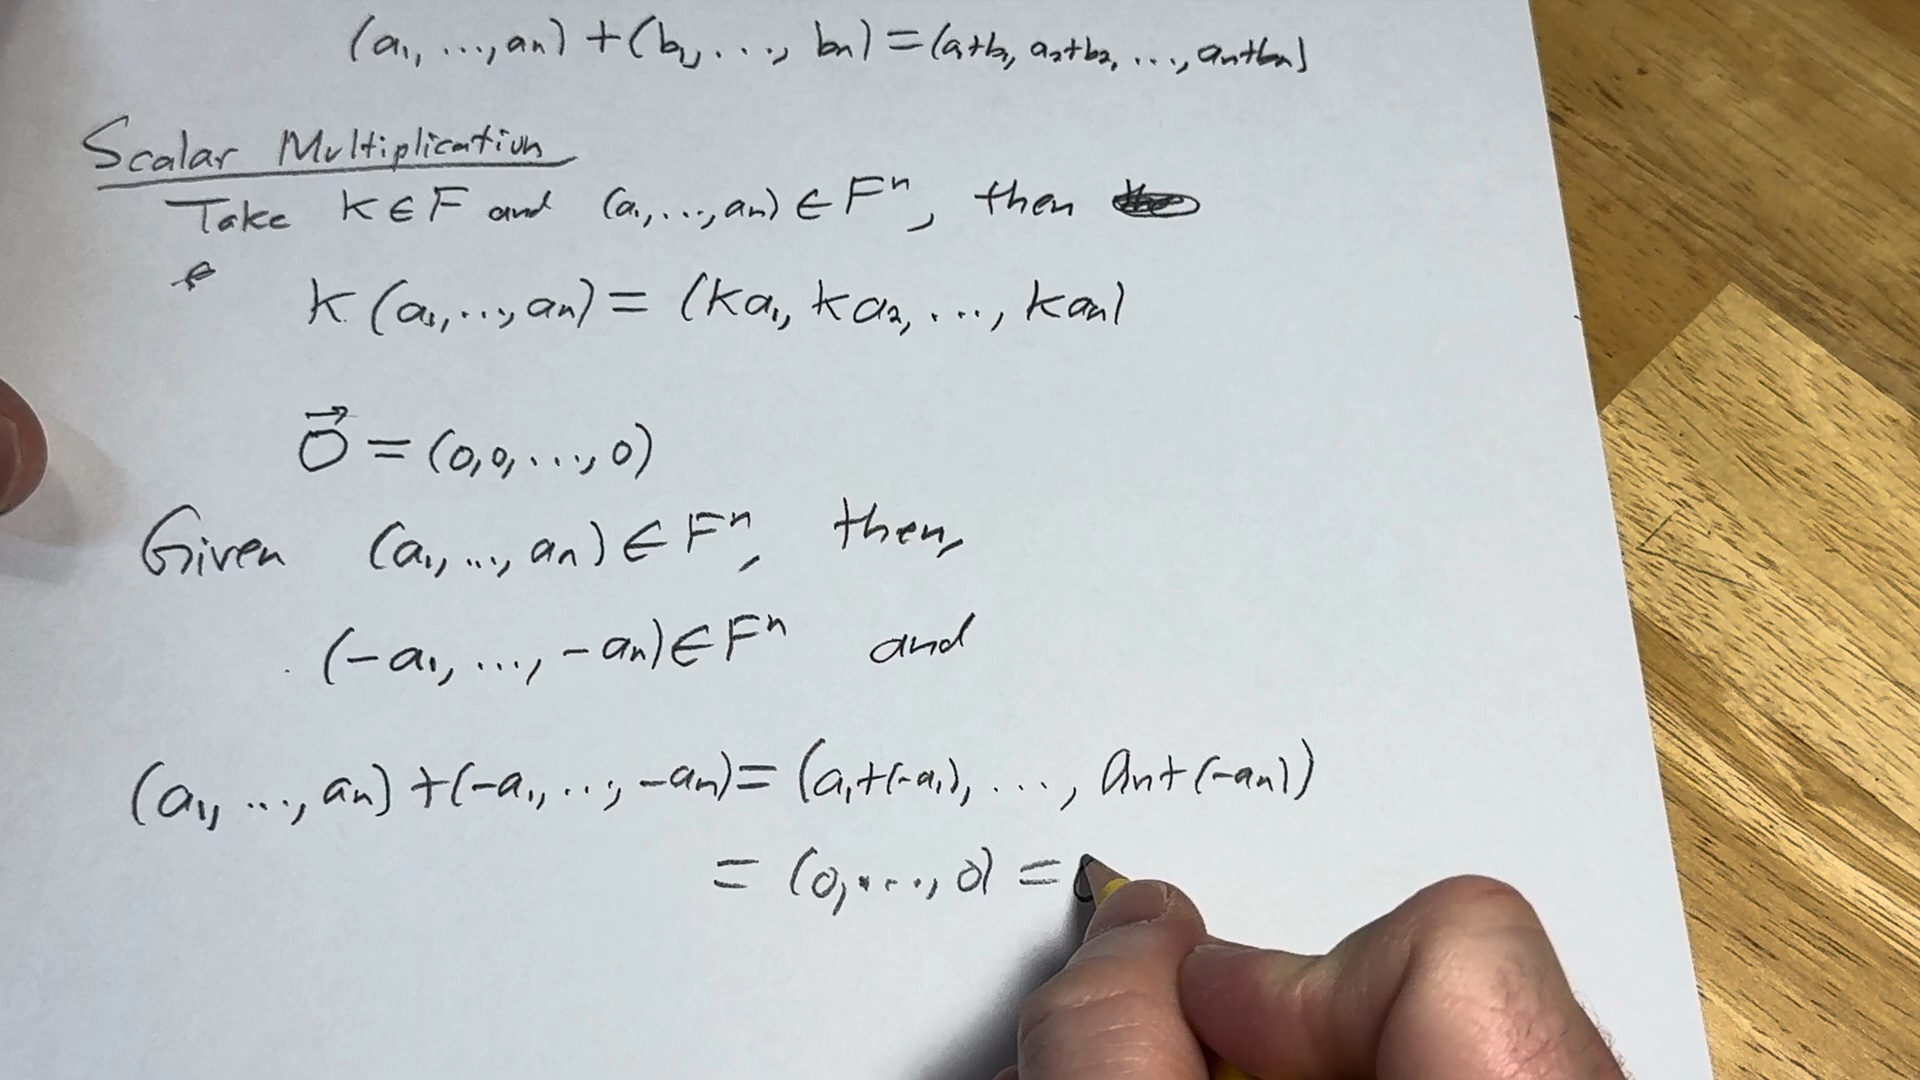 (a₁, ..., aₙ) + (b₁, ..., bₙ) = (a₁+b₁, a₂+b₂, ..., aₙ+bₙ)
Scalar Multiplication
Take K ∈ F and (a₁, ..., aₙ) ∈ Fⁿ, then
K (a₁, ..., aₙ) = (Ka₁, Ka₂, ..., Kaₙ)
0⃗ = (0, 0, ..., 0)
Given (a₁, ..., aₙ) ∈ Fⁿ, then,
(-a₁, ..., -aₙ) ∈ Fⁿ and
(a₁, ..., aₙ) + (-a₁, ..., -aₙ) = (a₁+(-a₁), ..., aₙ+(-aₙ))
= (0, ..., 0) =